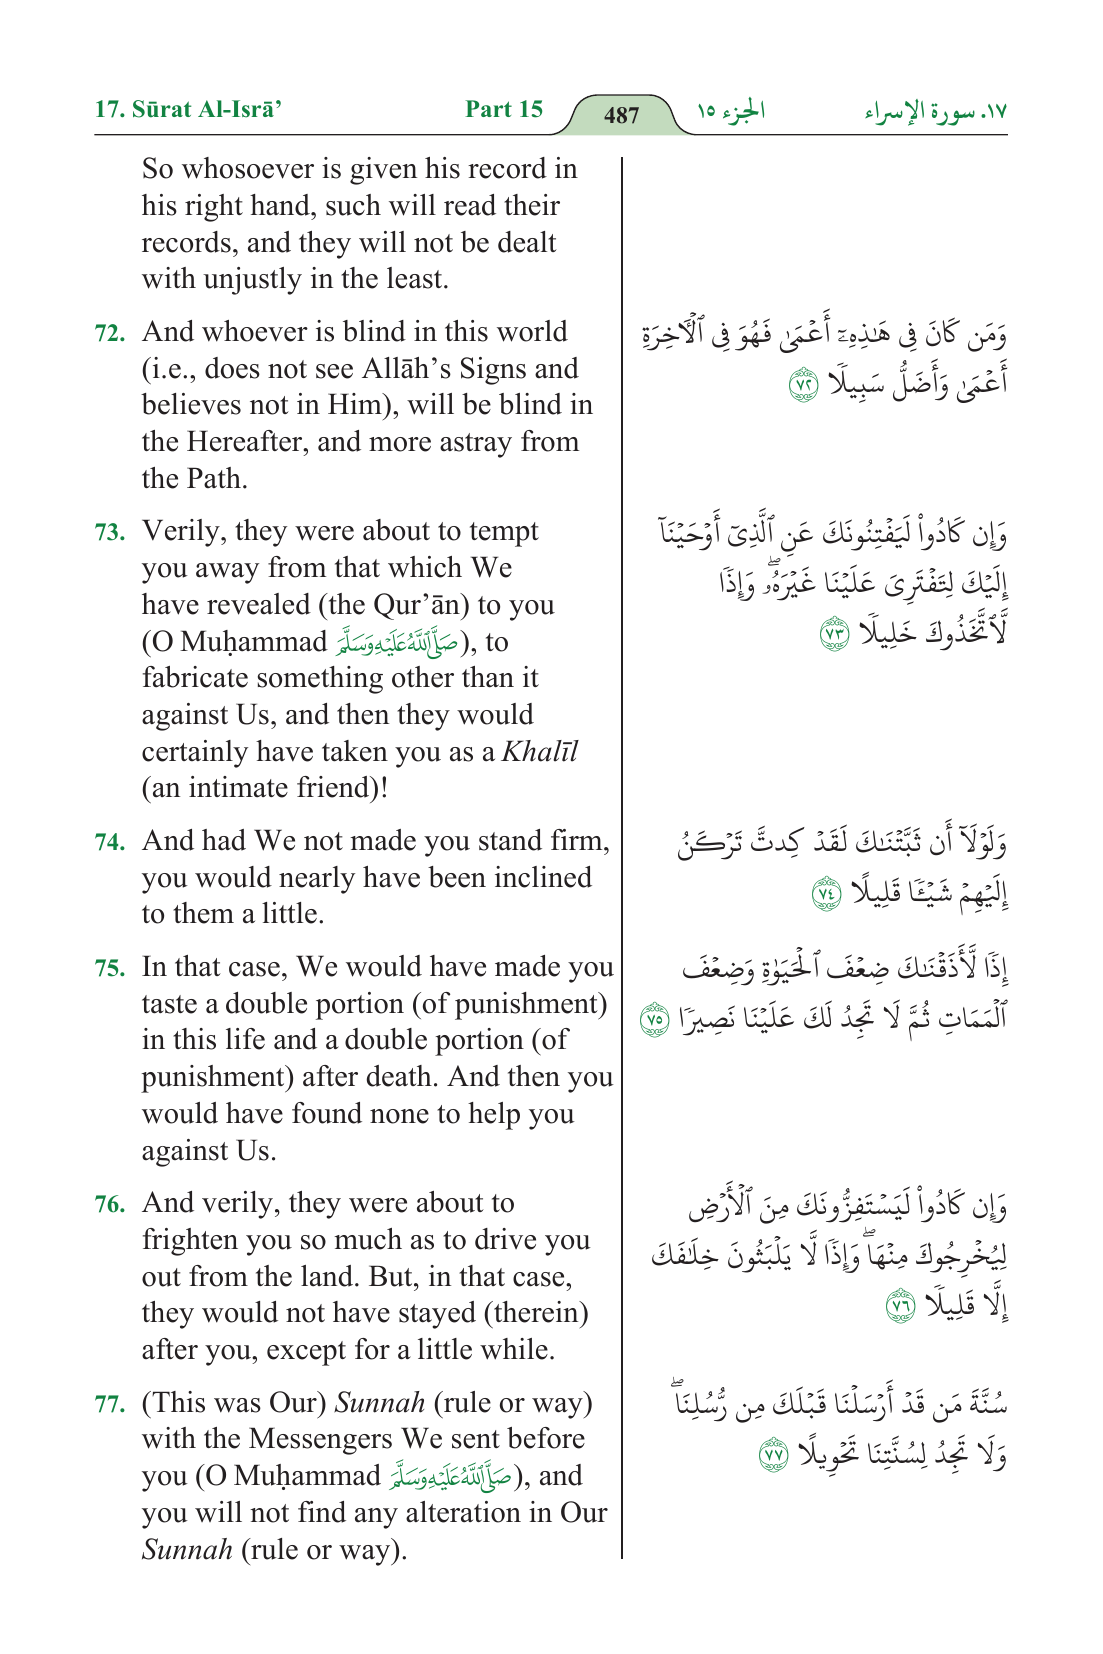 17. Sūrat Al-Isrā’ Part 15 487 الجزء ١٥ ١٧. سورة الإسراء
So whosoever is given his record in
his right hand, such will read their
records, and they will not be dealt
with unjustly in the least.
72. And whoever is blind in this world
(i.e., does not see Allāh’s Signs and
believes not in Him), will be blind in
the Hereafter, and more astray from
the Path.
وَمَن كَانَ فِى هَـٰذِهِۦٓ أَعْمَىٰ فَهُوَ فِى ٱلْـَٔاخِرَةِ
أَعْمَىٰ وَأَضَلُّ سَبِيلًا ٧٢
73. Verily, they were about to tempt
you away from that which We
have revealed (the Qur’ān) to you
(O Muḥammad صَلَّى ٱللَّهُ عَلَيْهِ وَسَلَّمَ), to
fabricate something other than it
against Us, and then they would
certainly have taken you as a Khalīl
(an intimate friend)!
وَإِن كَادُوا۟ لَيَفْتِنُونَكَ عَنِ ٱلَّذِىٓ أَوْحَيْنَآ
إِلَيْكَ لِتَفْتَرِىَ عَلَيْنَا غَيْرَهُۥ ۖ وَإِذًا
لَّٱتَّخَذُوكَ خَلِيلًا ٧٣
74. And had We not made you stand firm,
you would nearly have been inclined
to them a little.
وَلَوْلَآ أَن ثَبَّتْنَـٰكَ لَقَدْ كِدتَّ تَرْكَنُ
إِلَيْهِمْ شَيْـًٔا قَلِيلًا ٧٤
75. In that case, We would have made you
taste a double portion (of punishment)
in this life and a double portion (of
punishment) after death. And then you
would have found none to help you
against Us.
إِذًا لَّأَذَقْنَـٰكَ ضِعْفَ ٱلْحَيَوٰةِ وَضِعْفَ
ٱلْمَمَاتِ ثُمَّ لَا تَجِدُ لَكَ عَلَيْنَا نَصِيرًا ٧٥
76. And verily, they were about to
frighten you so much as to drive you
out from the land. But, in that case,
they would not have stayed (therein)
after you, except for a little while.
وَإِن كَادُوا۟ لَيَسْتَفِزُّونَكَ مِنَ ٱلْأَرْضِ
لِيُخْرِجُوكَ مِنْهَا ۖ وَإِذًا لَّا يَلْبَثُونَ خِلَـٰفَكَ
إِلَّا قَلِيلًا ٧٦
77. (This was Our) Sunnah (rule or way)
with the Messengers We sent before
you (O Muḥammad صَلَّى ٱللَّهُ عَلَيْهِ وَسَلَّمَ), and
you will not find any alteration in Our
Sunnah (rule or way).
سُنَّةَ مَن قَدْ أَرْسَلْنَا قَبْلَكَ مِن رُّسُلِنَا ۖ
وَلَا تَجِدُ لِسُنَّتِنَا تَحْوِيلًا ٧٧